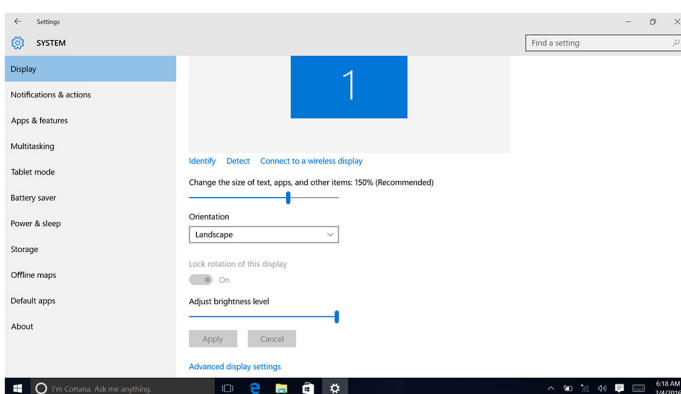 Settings
SYSTEM
Find a setting
Display
Notifications & actions
Apps & features
Multitasking
Tablet mode
Battery saver
Power & sleep
Storage
Offline maps
Default apps
About
1
Identify Detect Connect to a wireless display
Change the size of text, apps, and other items: 150% (Recommended)
Orientation
Landscape
Lock rotation of this display
On
Adjust brightness level
Apply Cancel
Advanced display settings
I'm Cortana. Ask me anything.
6:18 AM
3/4/2016